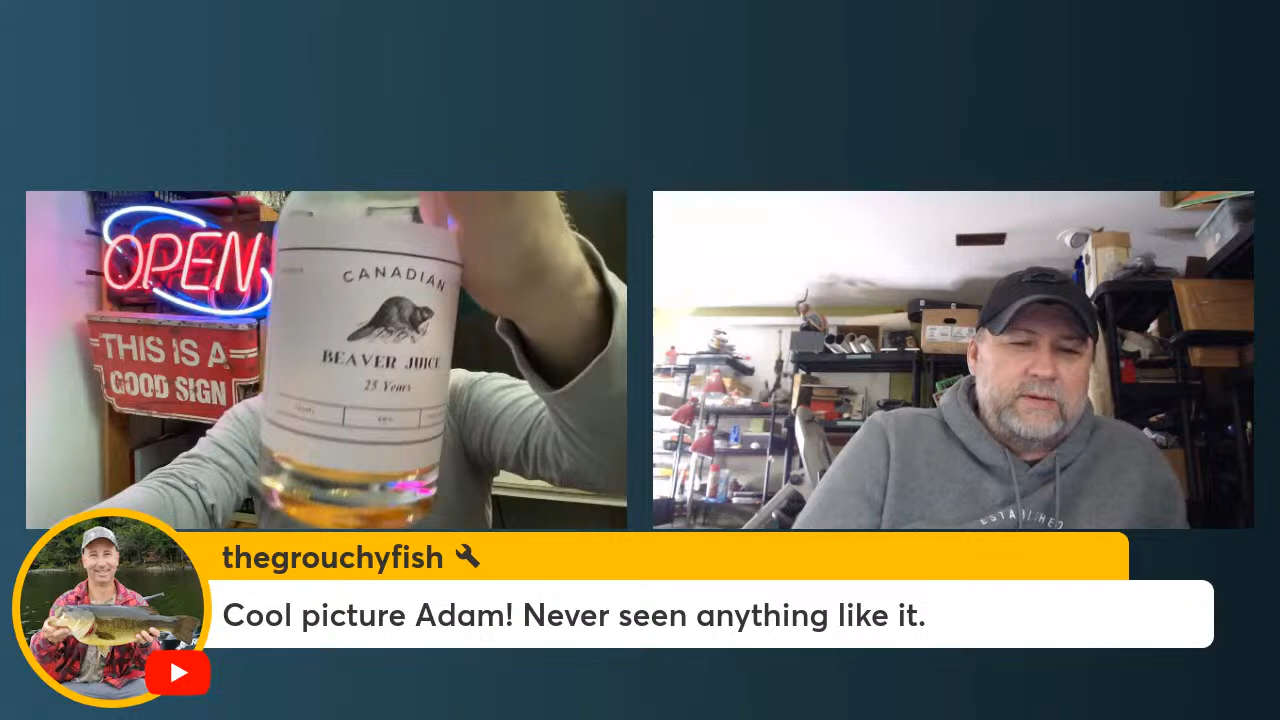 OPEN
THIS IS A
GOOD SIGN
CANADIAN
BEAVER JUICE
25 Years
ESTABLISHED
thegrouchyfish
Cool picture Adam! Never seen anything like it.